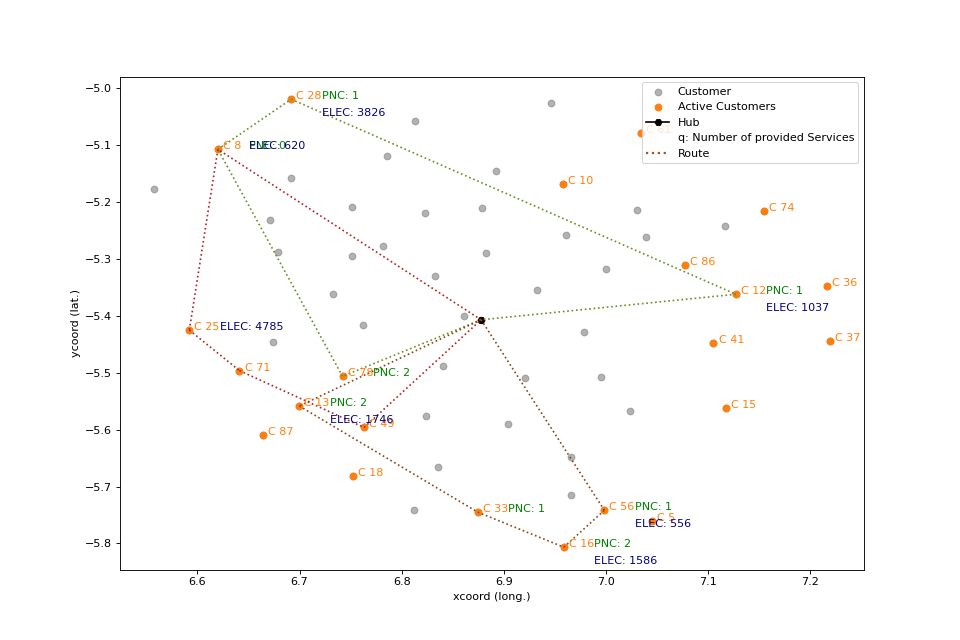 Customer
Active Customers
Hub
q: Number of provided Services
Route
C 28
PNC: 1
ELEC: 3826
C 8
ELEC: 620
C 10
C 74
C 86
C 12
PNC: 1
ELEC: 1037
C 36
C 37
C 41
C 15
C 25
ELEC: 4785
C 71
C 78
PNC: 2
C 13
PNC: 2
ELEC: 1746
C 49
C 87
C 18
C 33
PNC: 1
C 56
PNC: 1
ELEC: 556
C 5
C 16
PNC: 2
ELEC: 1586
−5.0
−5.1
−5.2
−5.3
−5.4
−5.5
−5.6
−5.7
−5.8
ycoord (lat.)
6.6
6.7
6.8
6.9
7.0
7.1
7.2
xcoord (long.)